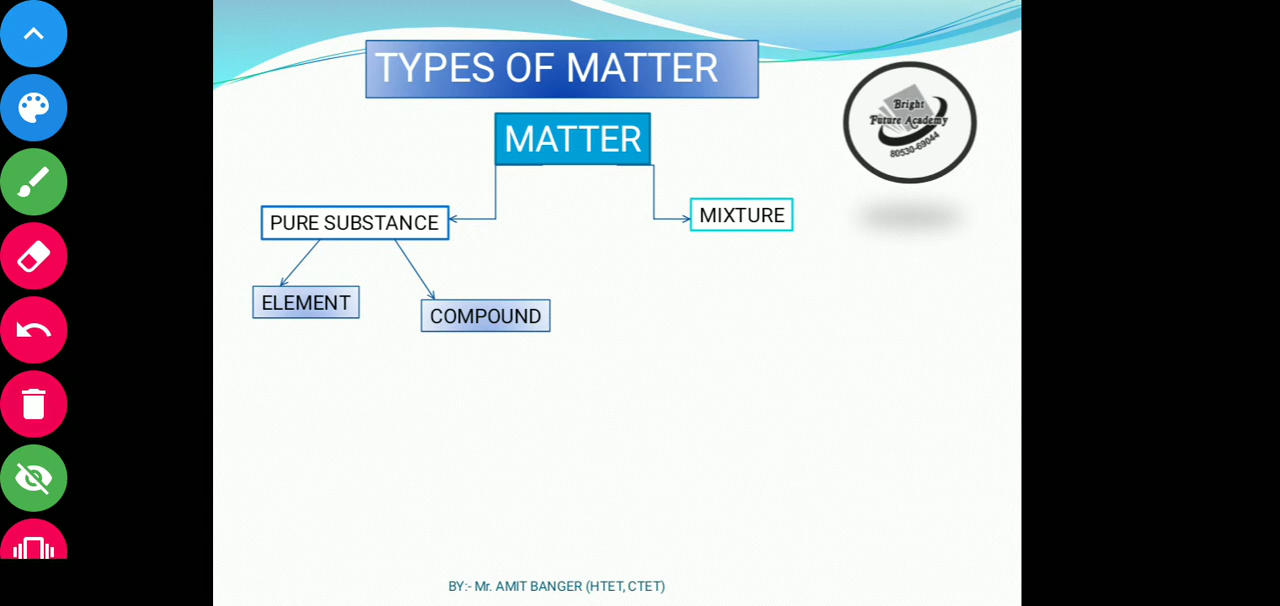 TYPES OF MATTER
MATTER
Bright
Future Academy
80530-69044
PURE SUBSTANCE
MIXTURE
ELEMENT
COMPOUND
BY:- Mr. AMIT BANGER (HTET, CTET)